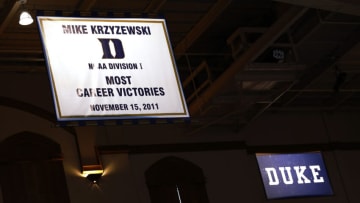 MIKE KRZYZEWSKI
D
NCAA DIVISION I
MOST
CAREER VICTORIES
NOVEMBER 15, 2011
DUKE